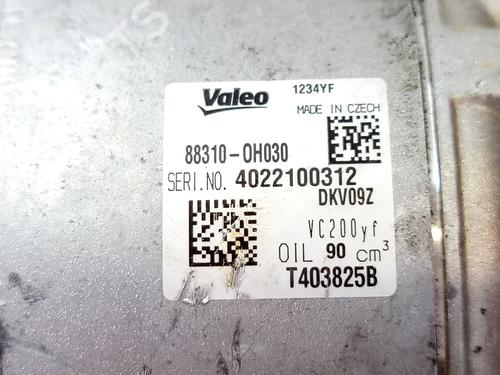 Valeo 1234YF
MADE IN CZECH
88310-0H030
SERI.NO. 4022100312
DKV09Z
VC200yf
OIL 90 cm³
T403825B